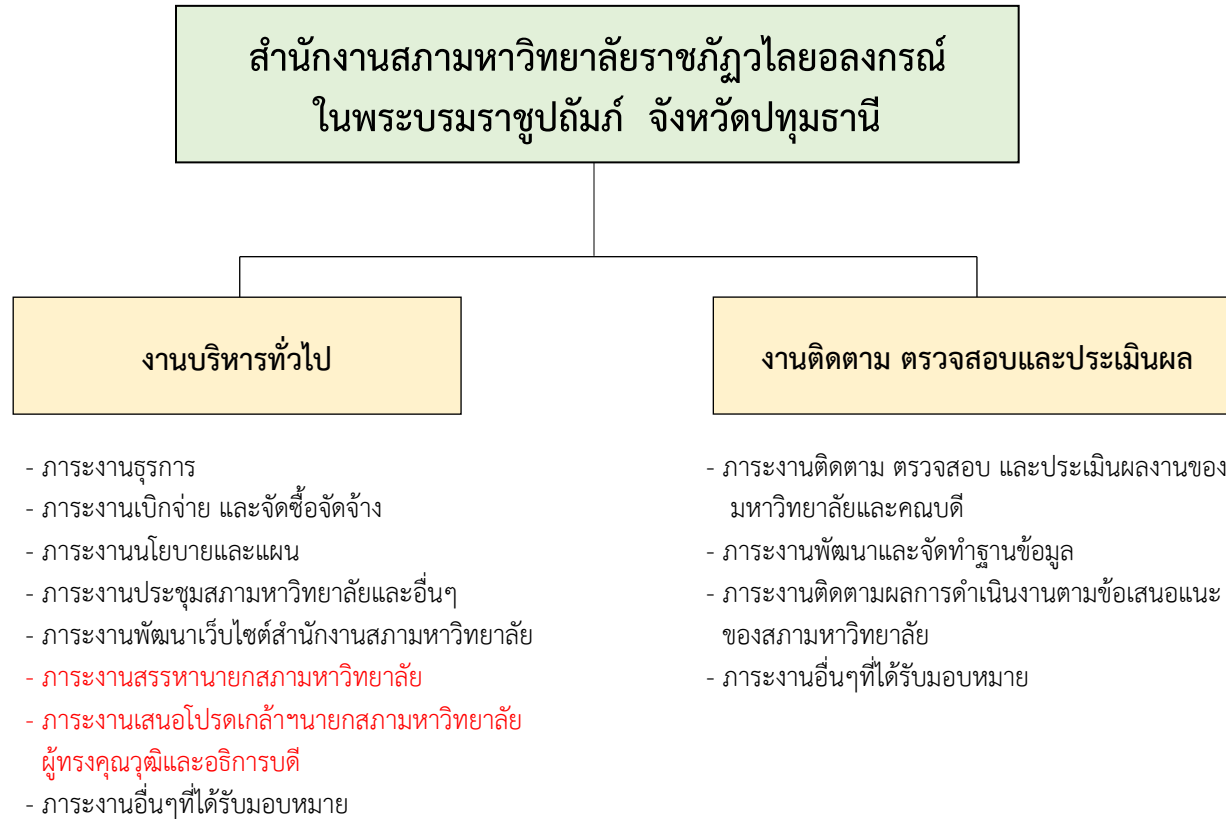 สำนักงานสภามหาวิทยาลัยราชภัฏวไลยอลงกรณ์
ในพระบรมราชูปถัมภ์ จังหวัดปทุมธานี
งานบริหารทั่วไป
- ภาระงานธุรการ
- ภาระงานเบิกจ่าย และจัดซื้อจัดจ้าง
- ภาระงานนโยบายและแผน
- ภาระงานประชุมสภามหาวิทยาลัยและอื่นๆ
- ภาระงานพัฒนาเว็บไซต์สำนักงานสภามหาวิทยาลัย
- ภาระงานสรรหานายกสภามหาวิทยาลัย
- ภาระงานเสนอโปรดเกล้าฯนายกสภามหาวิทยาลัย
ผู้ทรงคุณวุฒิและอธิการบดี
- ภาระงานอื่นๆที่ได้รับมอบหมาย
งานติดตาม ตรวจสอบและประเมินผล
- ภาระงานติดตาม ตรวจสอบ และประเมินผลงานของ
มหาวิทยาลัยและคณบดี
- ภาระงานพัฒนาและจัดทำฐานข้อมูล
- ภาระงานติดตามผลการดำเนินงานตามข้อเสนอแนะ
ของสภามหาวิทยาลัย
- ภาระงานอื่นๆที่ได้รับมอบหมาย